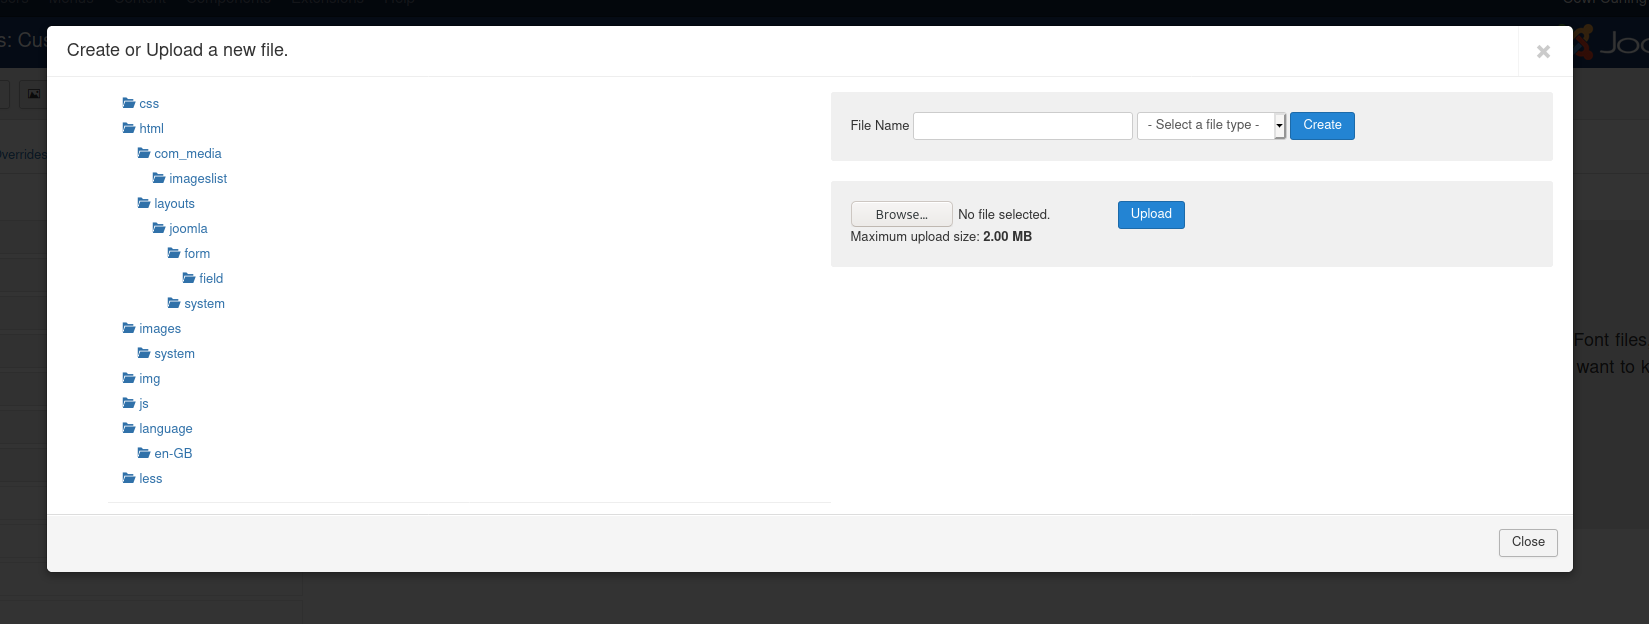 Create or Upload a new file.
css
html
com_media
imageslist
layouts
joomla
form
field
system
images
system
img
js
language
en-GB
less
File Name
- Select a file type -
Create
Browse...
No file selected.
Upload
Maximum upload size: 2.00 MB
Close
s: Cus
Joo
verrides
Font files
want to k